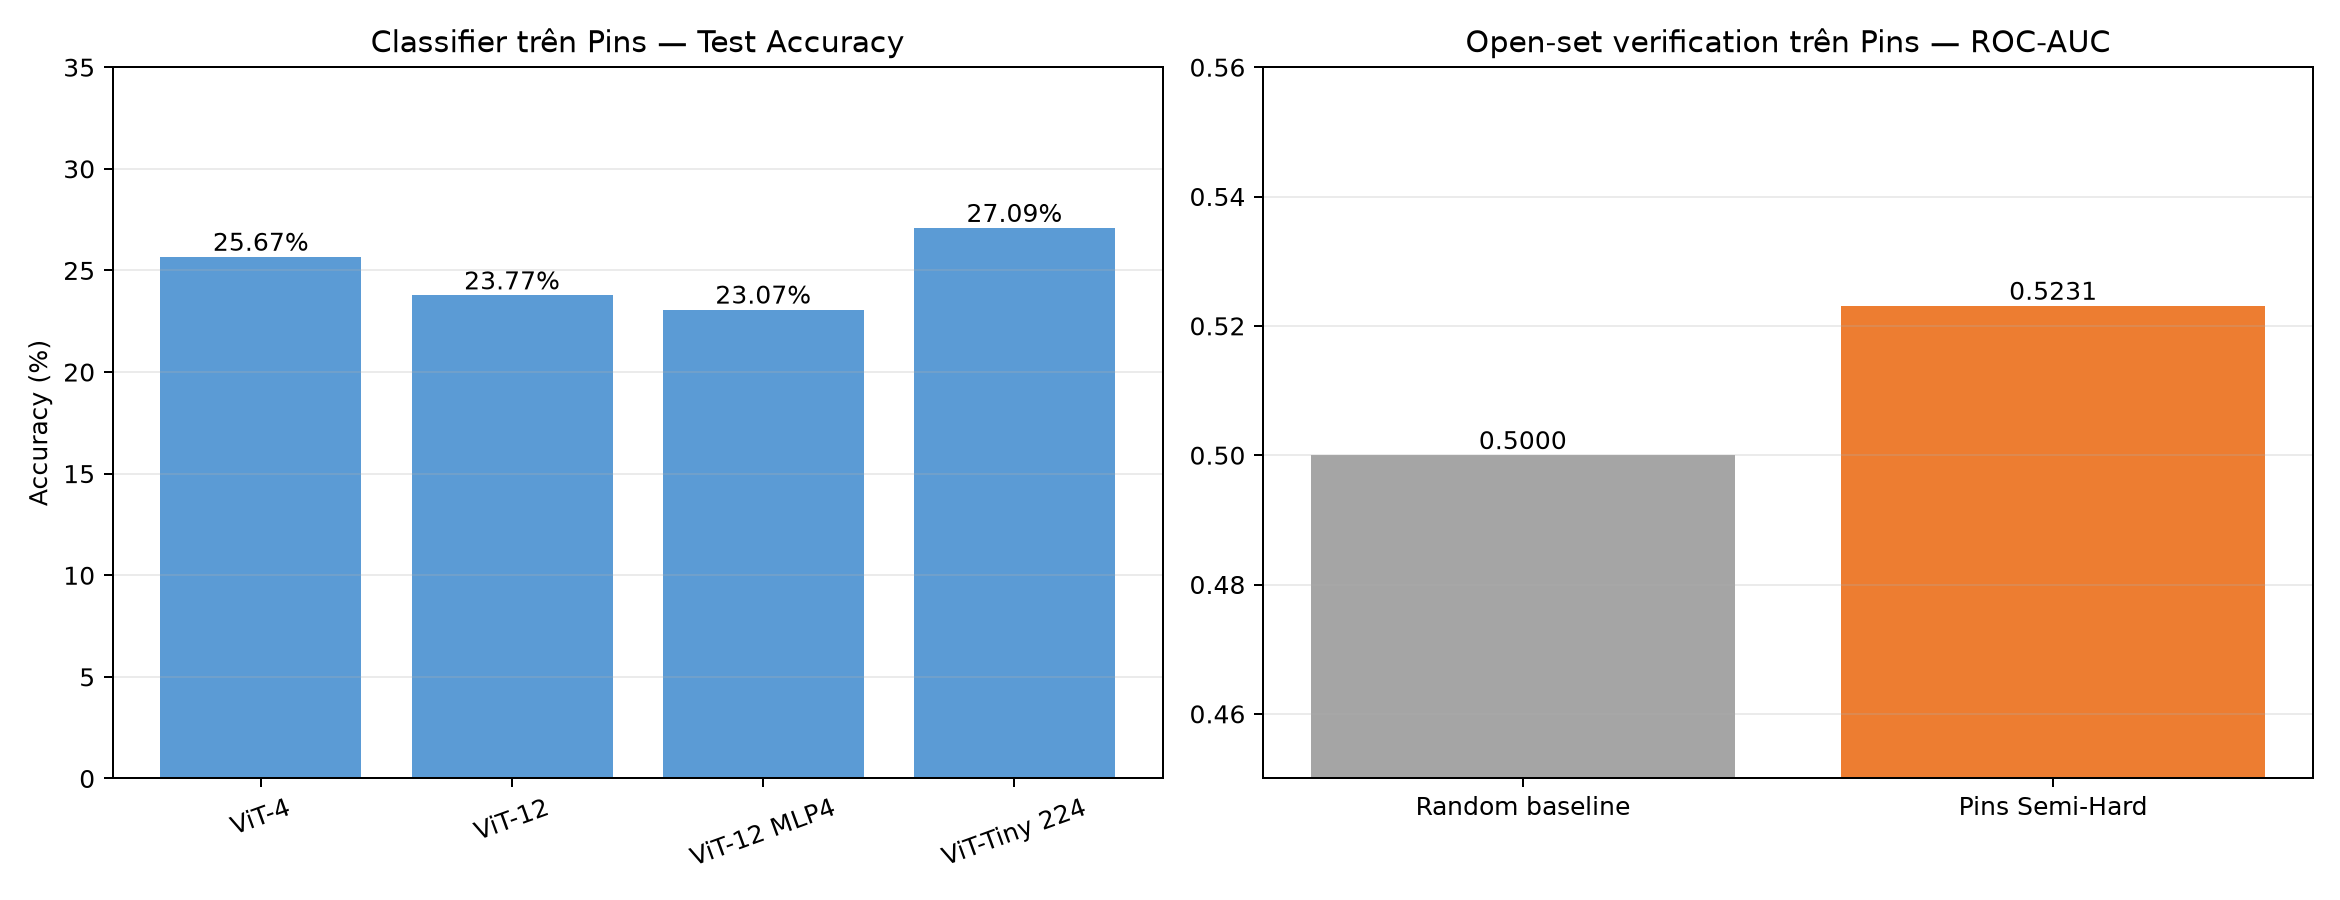 Classifier trên Pins — Test Accuracy
Accuracy (%)
35
30
25
20
15
10
5
0
25.67%
23.77%
23.07%
27.09%
ViT-4
ViT-12
ViT-12 MLP4
ViT-Tiny 224
Open-set verification trên Pins — ROC-AUC
0.56
0.54
0.52
0.50
0.48
0.46
0.5000
0.5231
Random baseline
Pins Semi-Hard